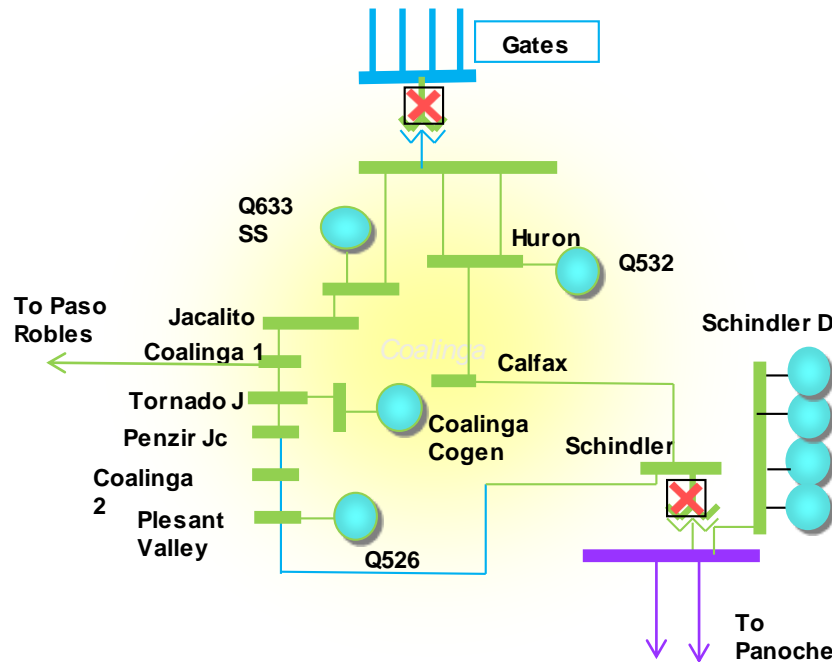 Gates
Q633
SS
Huron
Q532
To Paso
Robles
Jacalito
Schindler D
Coalinga 1
Coalinga
Calfax
Tornado J
Coalinga
Cogen
Penzir Jc
Schindler
Coalinga
2
Plesant
Valley
Q526
To
Panoche